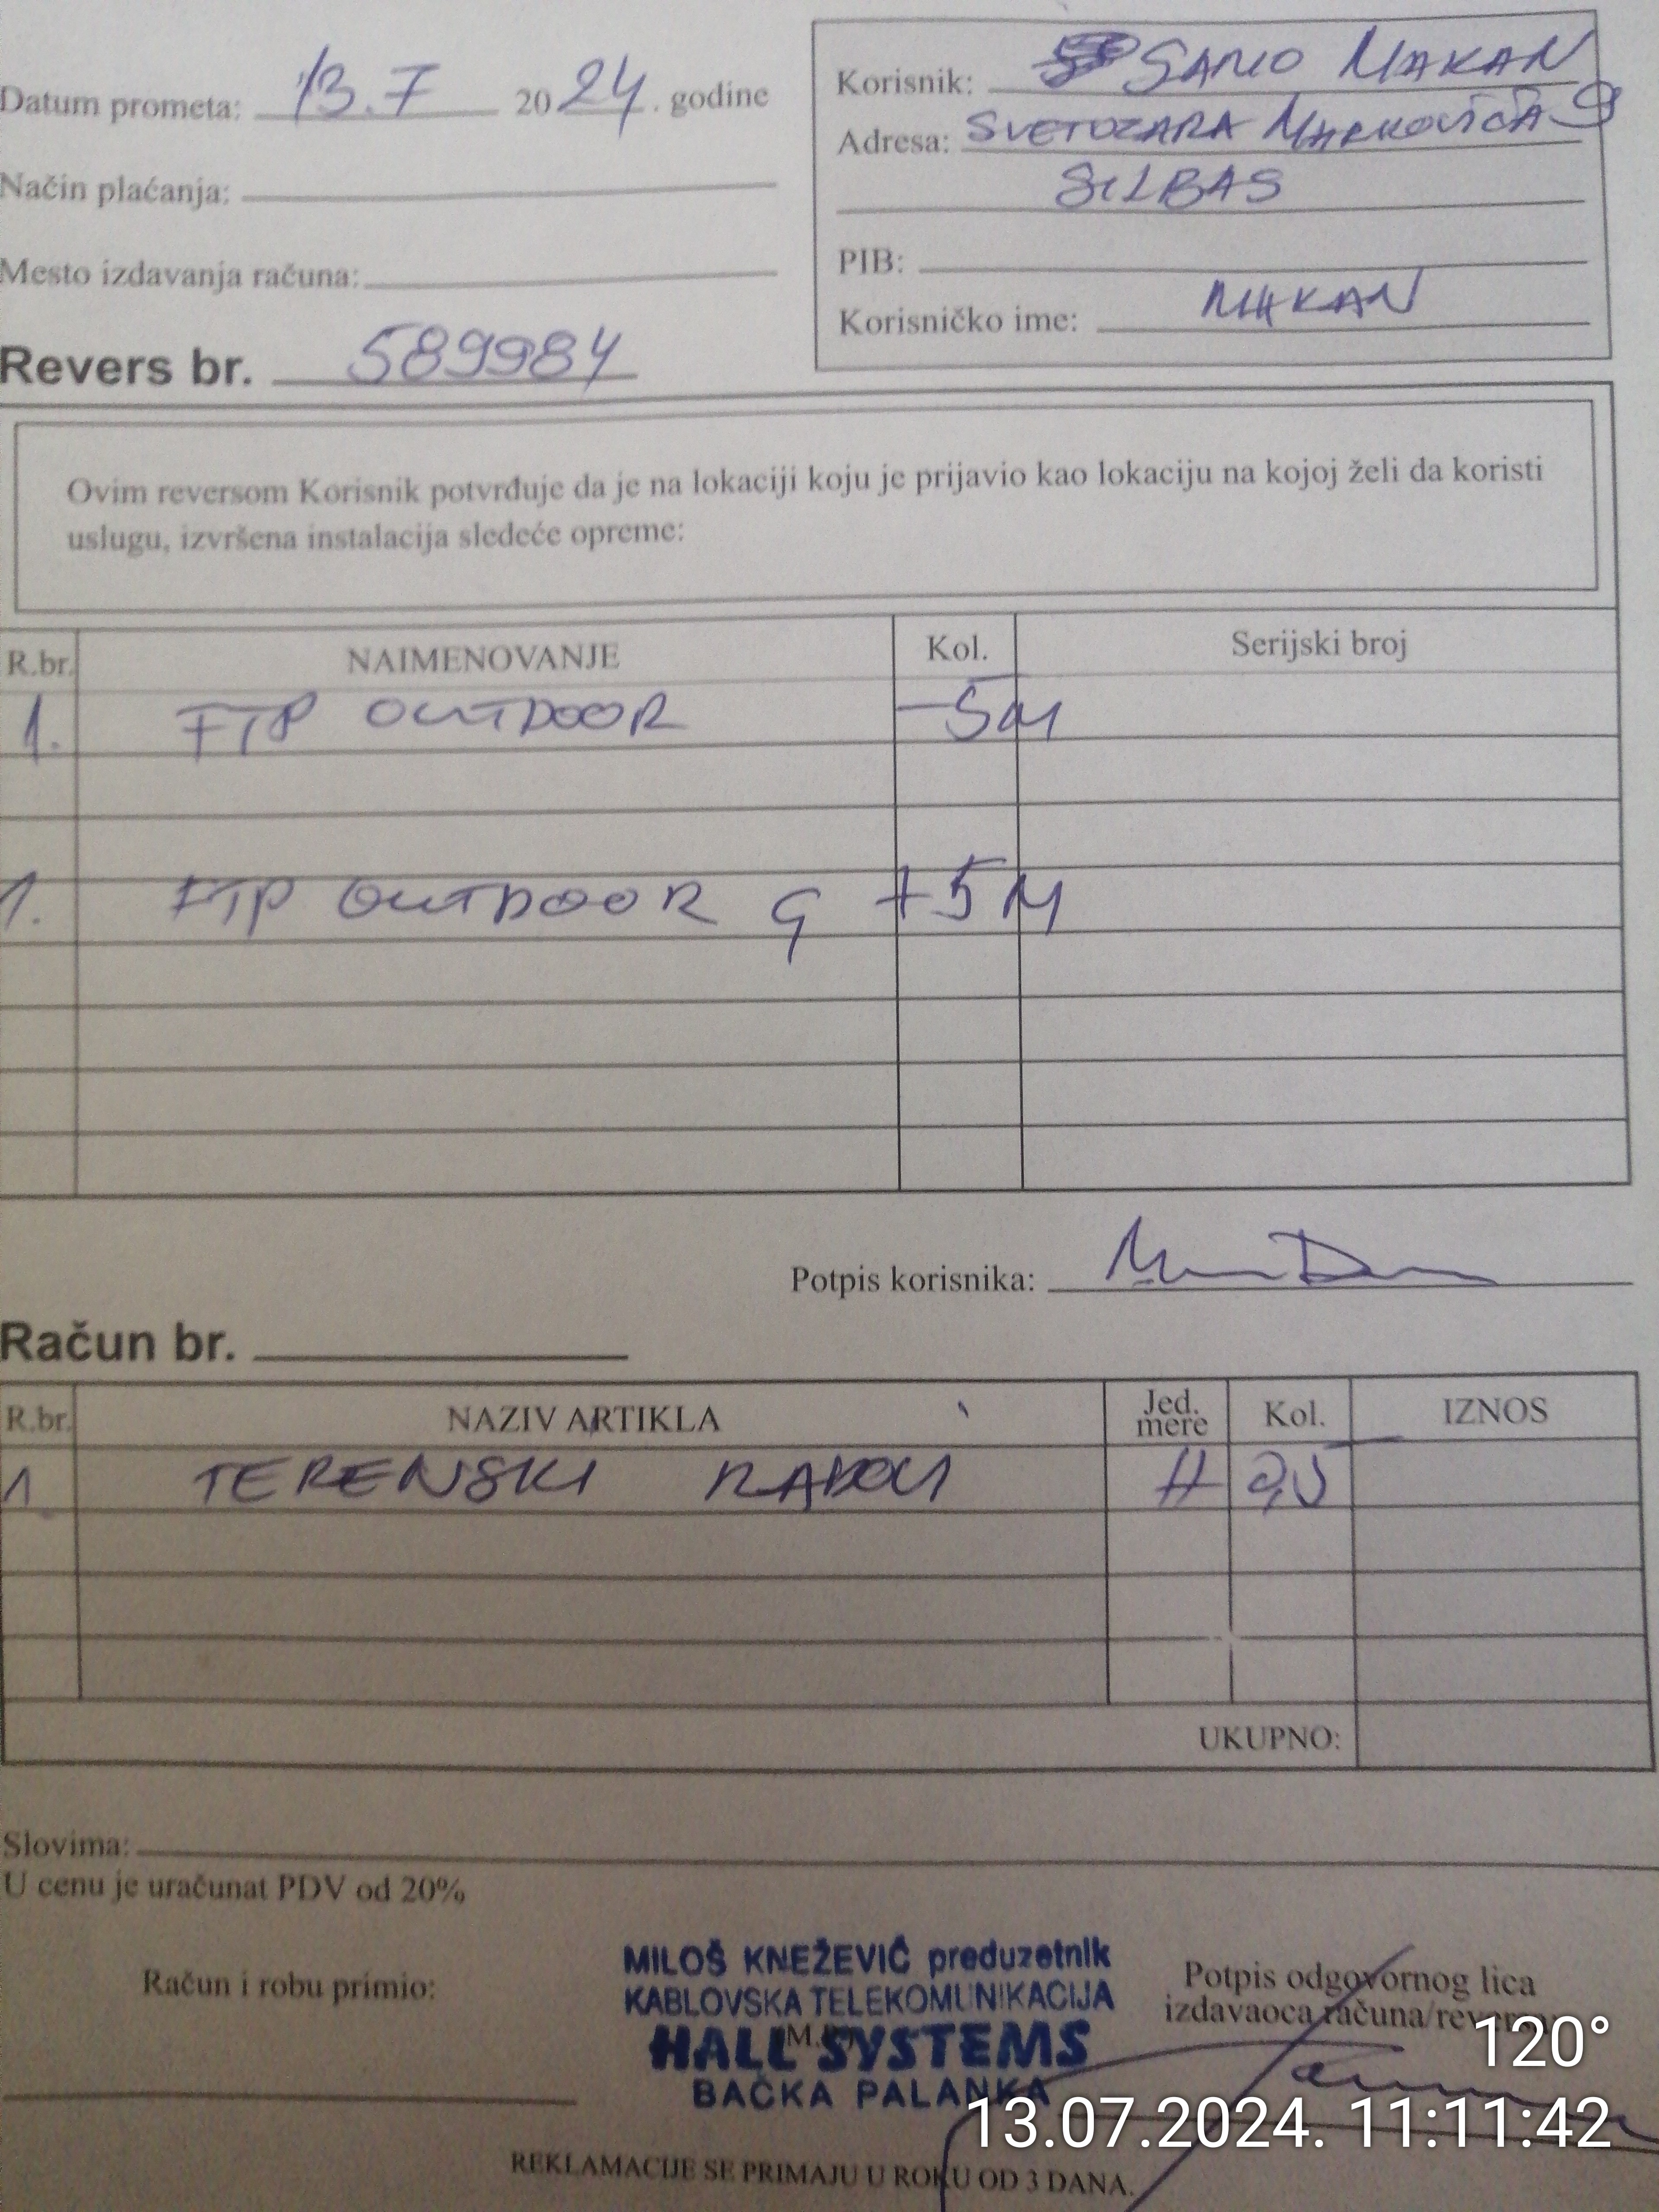 Datum prometa: 13.7 2024. godine
Način plaćanja:
Mesto izdavanja računa:
Revers br. 589984
Korisnik: SAMO MAKAN
Adresa: SVETOZARA MARKOVIĆA 9
SILBAS
PIB:
Korisničko ime: MAKAN
Ovim reversom Korisnik potvrđuje da je na lokaciji koju je prijavio kao lokaciju na kojoj želi da koristi
uslugu, izvršena instalacija sledeće opreme:
R.br. NAIMENOVANJE Kol. Serijski broj
1. FTP OUTDOOR -5M
1. FTP OUTDOOR G +5M
Potpis korisnika:
Račun br.
R.br. NAZIV ARTIKLA Jed. mere Kol. IZNOS
1 TERENSKI RADOVI H 0,5
UKUPNO:
Slovima:
U cenu je uračunat PDV od 20%
Račun i robu primio:
MILOŠ KNEŽEVIĆ preduzetnik
KABLOVSKA TELEKOMUNIKACIJA
HALL SYSTEMS
BAČKA PALANKA
Potpis odgovornog lica
izdavaoca računa/reversa
120°
13.07.2024. 11:11:42
REKLAMACIJE SE PRIMAJU U ROKU OD 3 DANA.